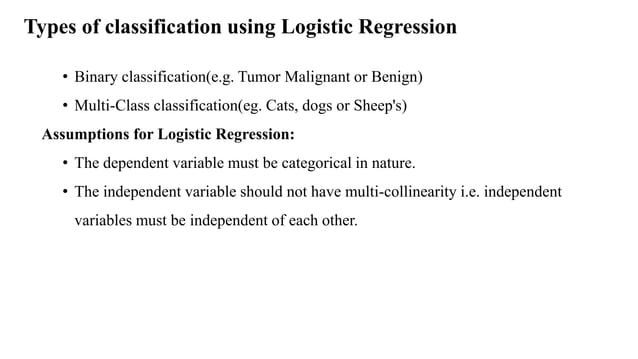 Types of classification using Logistic Regression
• Binary classification(e.g. Tumor Malignant or Benign)
• Multi-Class classification(eg. Cats, dogs or Sheep's)
Assumptions for Logistic Regression:
• The dependent variable must be categorical in nature.
• The independent variable should not have multi-collinearity i.e. independent
variables must be independent of each other.